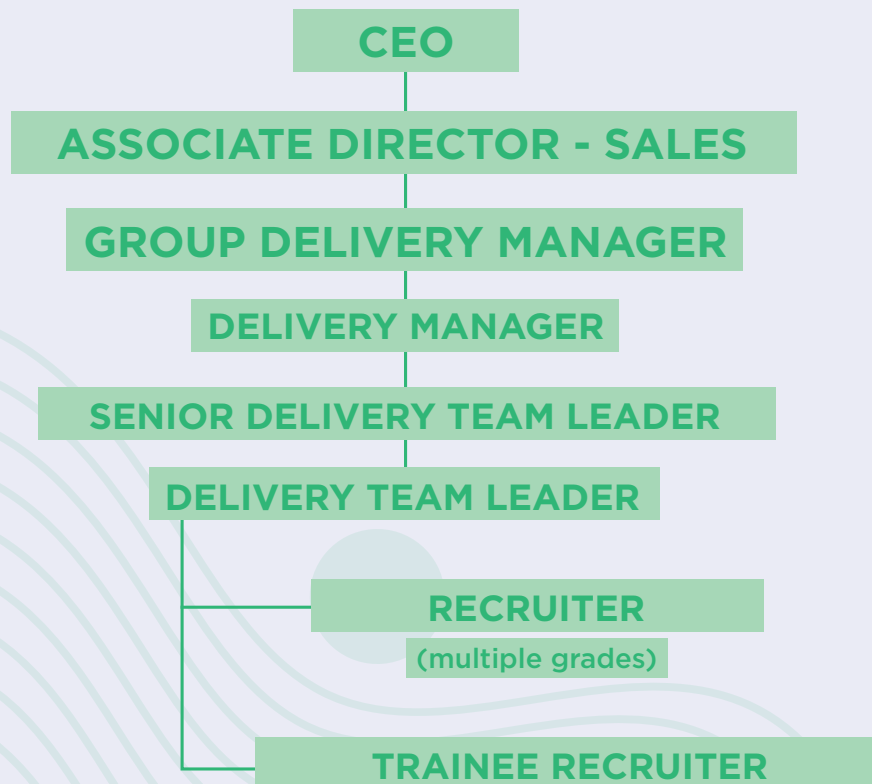 CEO
ASSOCIATE DIRECTOR - SALES
GROUP DELIVERY MANAGER
DELIVERY MANAGER
SENIOR DELIVERY TEAM LEADER
DELIVERY TEAM LEADER
RECRUITER
(multiple grades)
TRAINEE RECRUITER